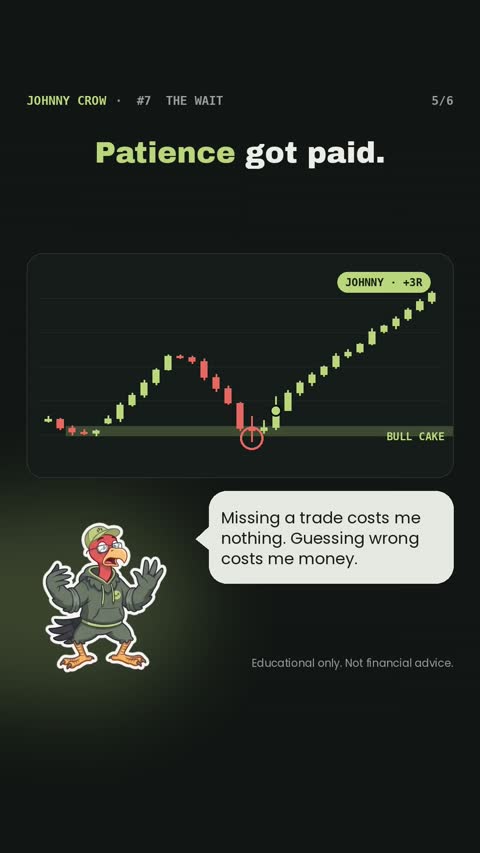 JOHNNY CROW · #7 THE WAIT 5/6
Patience got paid.
JOHNNY · +3R
BULL CAKE
Missing a trade costs me
nothing. Guessing wrong
costs me money.
Educational only. Not financial advice.